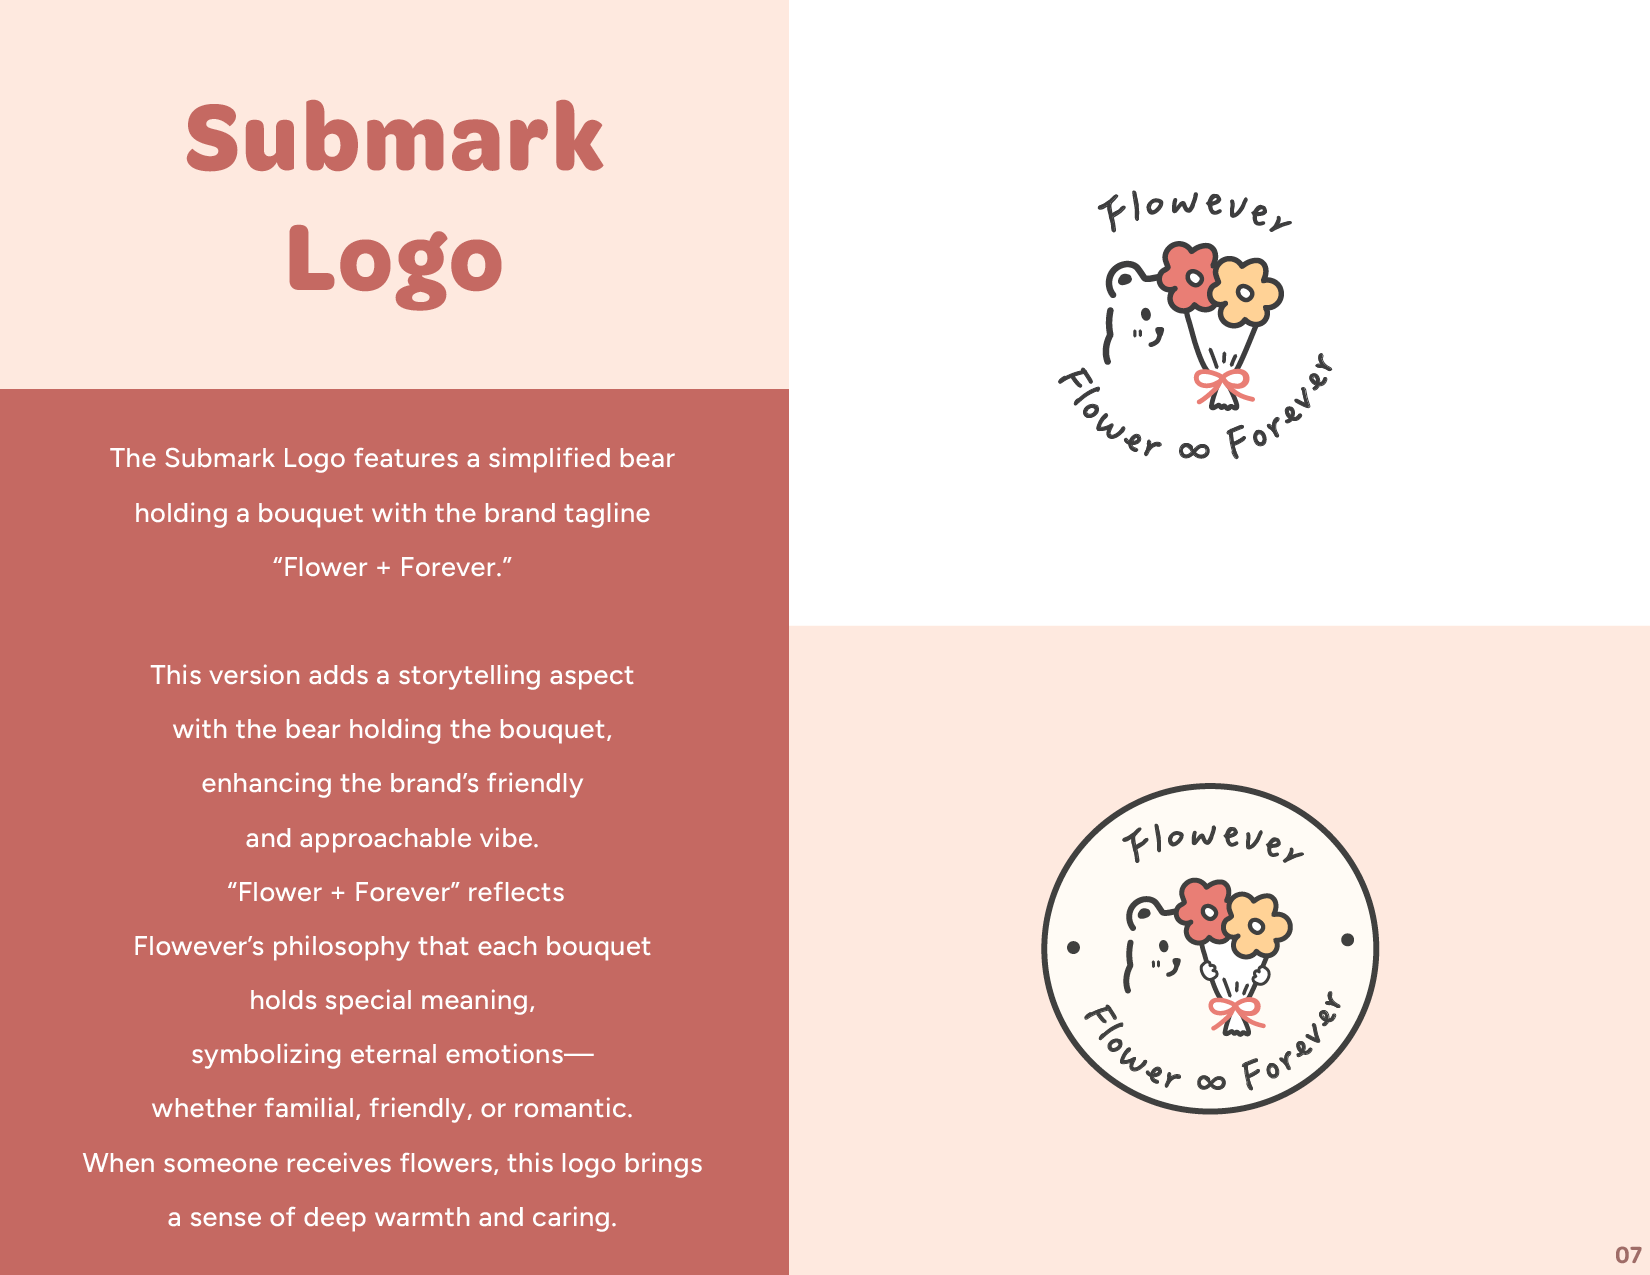 Submark
Logo
The Submark Logo features a simplified bear
holding a bouquet with the brand tagline
“Flower + Forever.”
This version adds a storytelling aspect
with the bear holding the bouquet,
enhancing the brand’s friendly
and approachable vibe.
“Flower + Forever” reflects
Flowever’s philosophy that each bouquet
holds special meaning,
symbolizing eternal emotions—
whether familial, friendly, or romantic.
When someone receives flowers, this logo brings
a sense of deep warmth and caring.
Flowever
Flower ∞ Forever
Flowever
Flower ∞ Forever
07